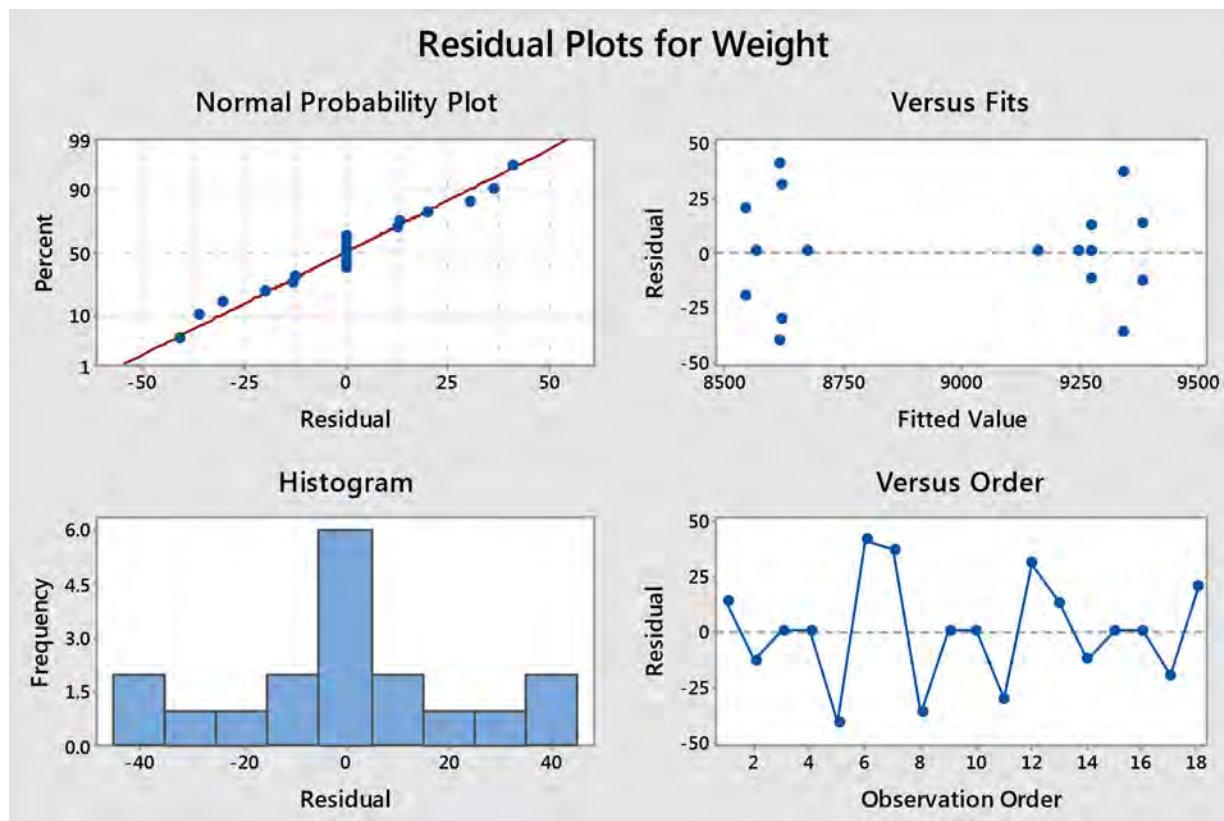 Residual Plots for Weight
Normal Probability Plot
99
90
50
10
1
Percent
-50 -25 0 25 50
Residual
Versus Fits
50
25
0
-25
-50
Residual
8500 8750 9000 9250 9500
Fitted Value
Histogram
6.0
4.5
3.0
1.5
0.0
Frequency
-40 -20 0 20 40
Residual
Versus Order
50
25
0
-25
-50
Residual
2 4 6 8 10 12 14 16 18
Observation Order